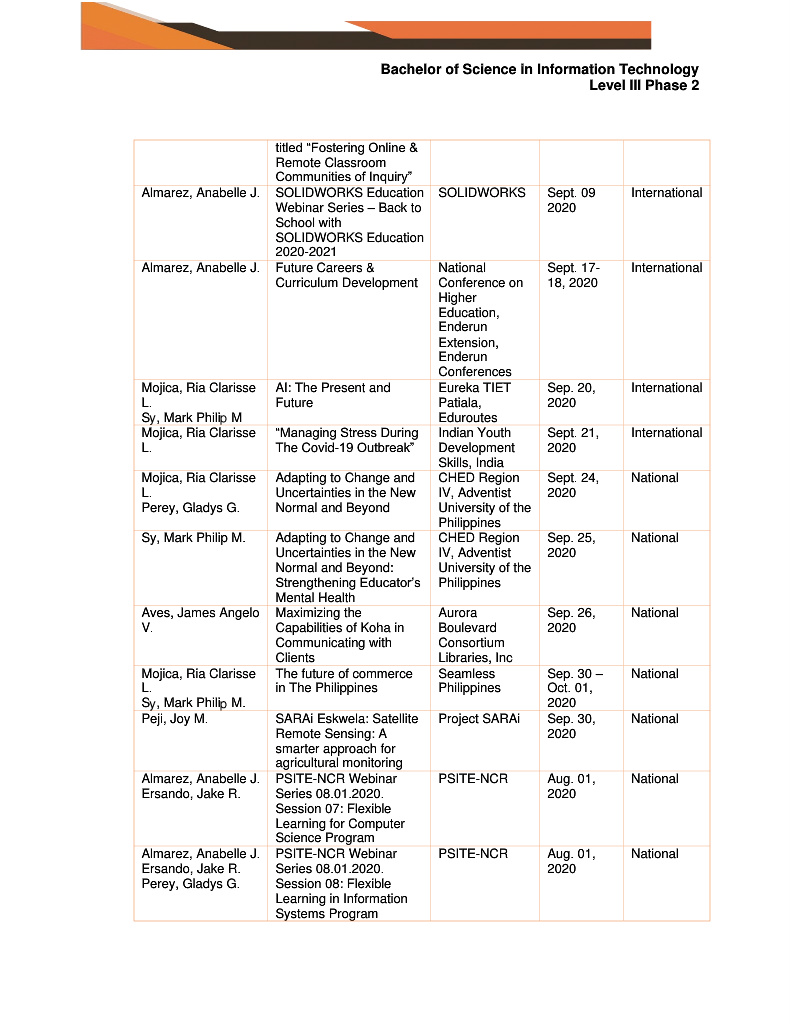 Bachelor of Science in Information Technology
Level III Phase 2
titled “Fostering Online &
Remote Classroom
Communities of Inquiry”
Almarez, Anabelle J.
SOLIDWORKS Education
Webinar Series – Back to
School with
SOLIDWORKS Education
2020-2021
SOLIDWORKS
Sept. 09
2020
International
Almarez, Anabelle J.
Future Careers &
Curriculum Development
National
Conference on
Higher
Education,
Enderun
Extension,
Enderun
Conferences
Sept. 17-
18, 2020
International
Mojica, Ria Clarisse
L.
Sy, Mark Philip M
AI: The Present and
Future
Eureka TIET
Patiala,
Eduroutes
Sep. 20,
2020
International
Mojica, Ria Clarisse
L.
“Managing Stress During
The Covid-19 Outbreak”
Indian Youth
Development
Skills, India
Sept. 21,
2020
International
Mojica, Ria Clarisse
L.
Perey, Gladys G.
Adapting to Change and
Uncertainties in the New
Normal and Beyond
CHED Region
IV, Adventist
University of the
Philippines
Sept. 24,
2020
National
Sy, Mark Philip M.
Adapting to Change and
Uncertainties in the New
Normal and Beyond:
Strengthening Educator’s
Mental Health
CHED Region
IV, Adventist
University of the
Philippines
Sep. 25,
2020
National
Aves, James Angelo
V.
Maximizing the
Capabilities of Koha in
Communicating with
Clients
Aurora
Boulevard
Consortium
Libraries, Inc
Sep. 26,
2020
National
Mojica, Ria Clarisse
L.
Sy, Mark Philip M.
The future of commerce
in The Philippines
Seamless
Philippines
Sep. 30 –
Oct. 01,
2020
National
Peji, Joy M.
SARAi Eskwela: Satellite
Remote Sensing: A
smarter approach for
agricultural monitoring
Project SARAi
Sep. 30,
2020
National
Almarez, Anabelle J.
Ersando, Jake R.
PSITE-NCR Webinar
Series 08.01.2020.
Session 07: Flexible
Learning for Computer
Science Program
PSITE-NCR
Aug. 01,
2020
National
Almarez, Anabelle J.
Ersando, Jake R.
Perey, Gladys G.
PSITE-NCR Webinar
Series 08.01.2020.
Session 08: Flexible
Learning in Information
Systems Program
PSITE-NCR
Aug. 01,
2020
National